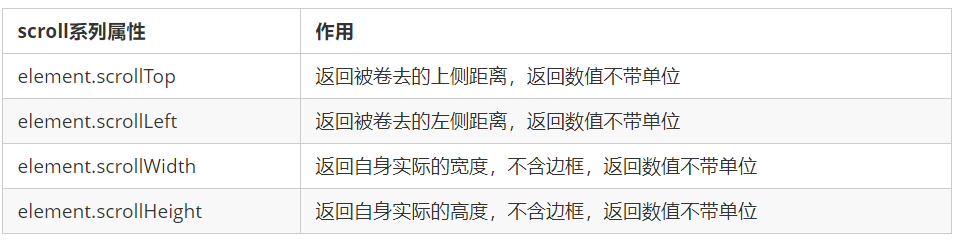 scroll系列属性 作用
element.scrollTop 返回被卷去的上侧距离，返回数值不带单位
element.scrollLeft 返回被卷去的左侧距离，返回数值不带单位
element.scrollWidth 返回自身实际的宽度，不含边框，返回数值不带单位
element.scrollHeight 返回自身实际的高度，不含边框，返回数值不带单位